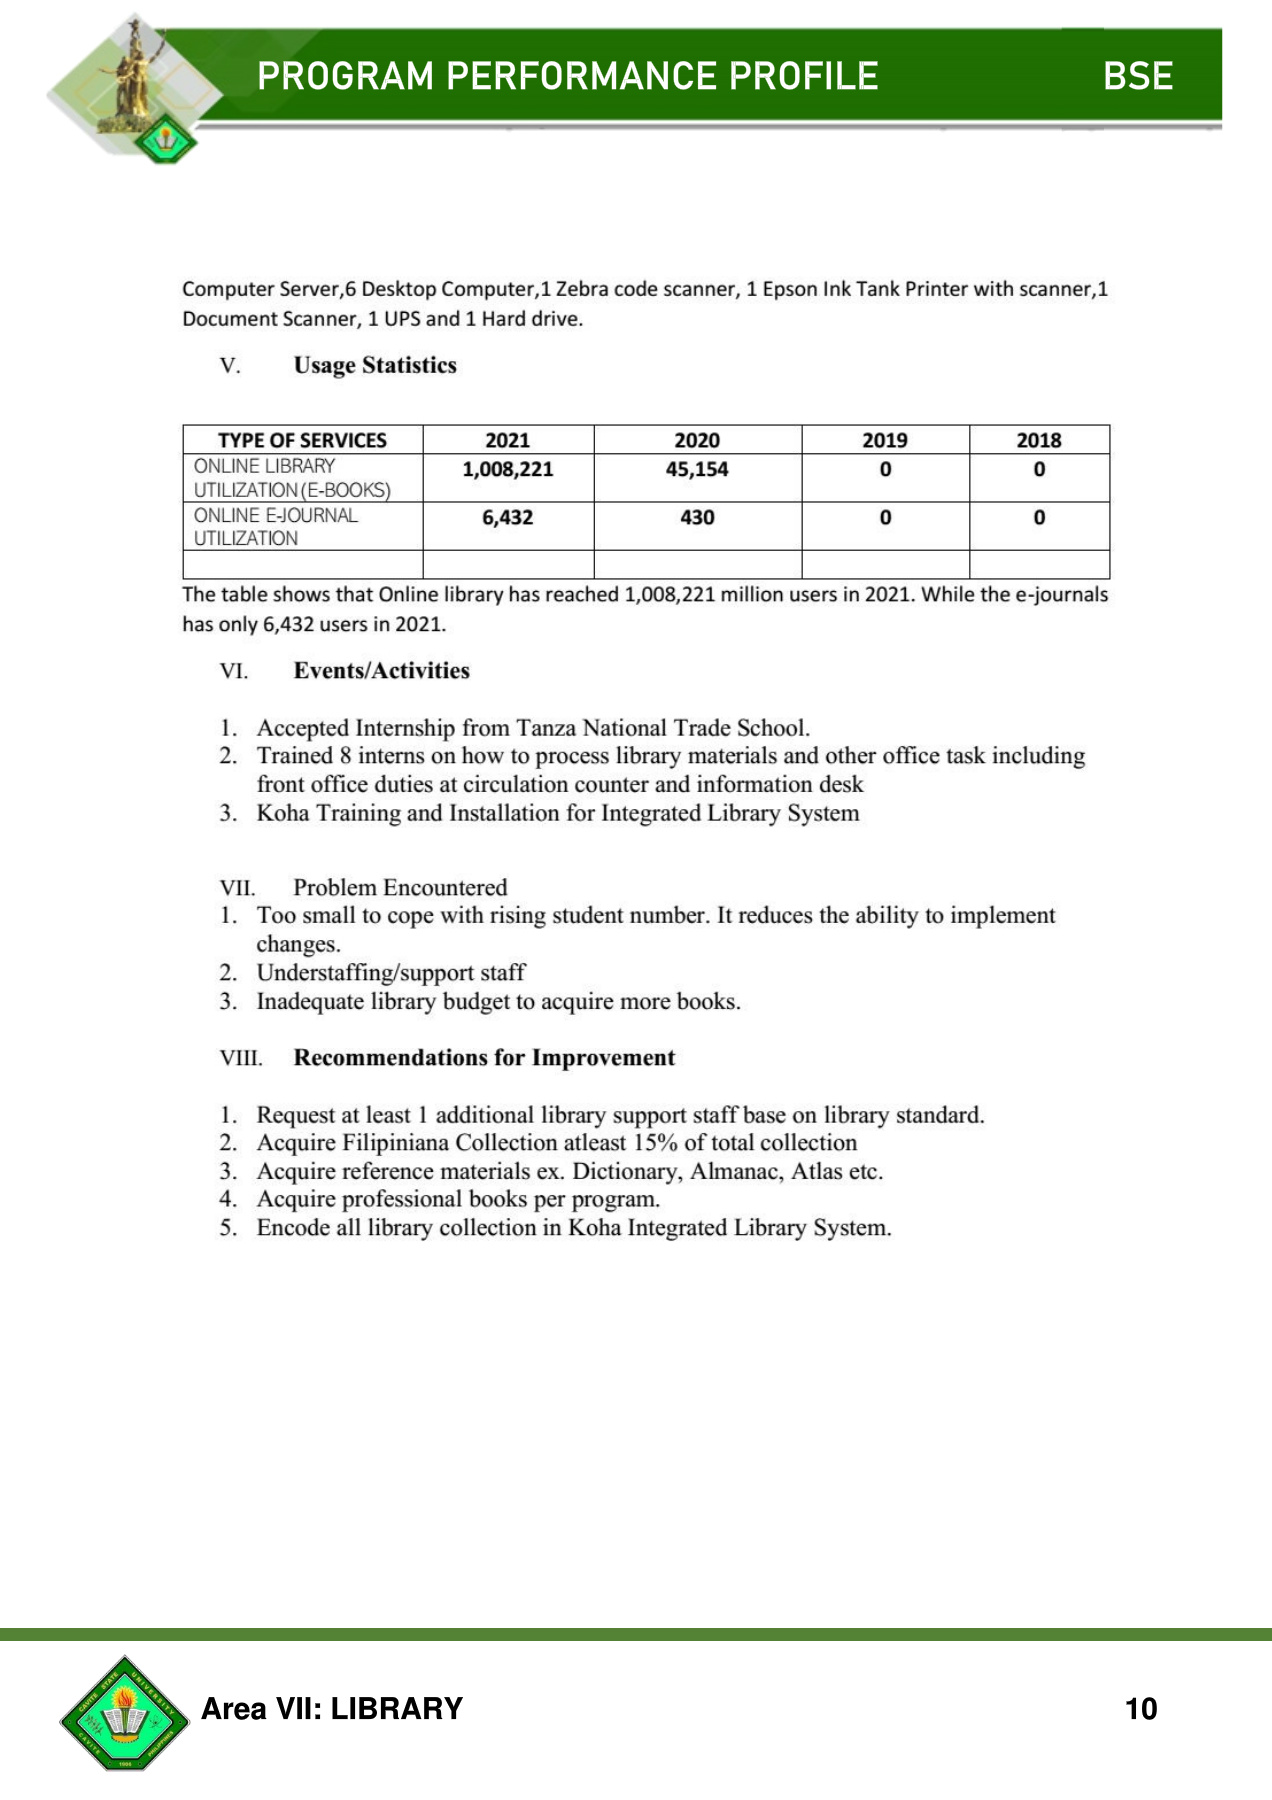 PROGRAM PERFORMANCE PROFILE BSE
Computer Server,6 Desktop Computer,1 Zebra code scanner, 1 Epson Ink Tank Printer with scanner,1
Document Scanner, 1 UPS and 1 Hard drive.
V. Usage Statistics
TYPE OF SERVICES 2021 2020 2019 2018
ONLINE LIBRARY 1,008,221 45,154 0 0
UTILIZATION (E-BOOKS)
ONLINE E-JOURNAL 6,432 430 0 0
UTILIZATION
The table shows that Online library has reached 1,008,221 million users in 2021. While the e-journals
has only 6,432 users in 2021.
VI. Events/Activities
1. Accepted Internship from Tanza National Trade School.
2. Trained 8 interns on how to process library materials and other office task including
front office duties at circulation counter and information desk
3. Koha Training and Installation for Integrated Library System
VII. Problem Encountered
1. Too small to cope with rising student number. It reduces the ability to implement
changes.
2. Understaffing/support staff
3. Inadequate library budget to acquire more books.
VIII. Recommendations for Improvement
1. Request at least 1 additional library support staff base on library standard.
2. Acquire Filipiniana Collection atleast 15% of total collection
3. Acquire reference materials ex. Dictionary, Almanac, Atlas etc.
4. Acquire professional books per program.
5. Encode all library collection in Koha Integrated Library System.
CAVITE STATE UNIVERSITY
CAVITE PHILIPPINES
1906
Area VII: LIBRARY 10